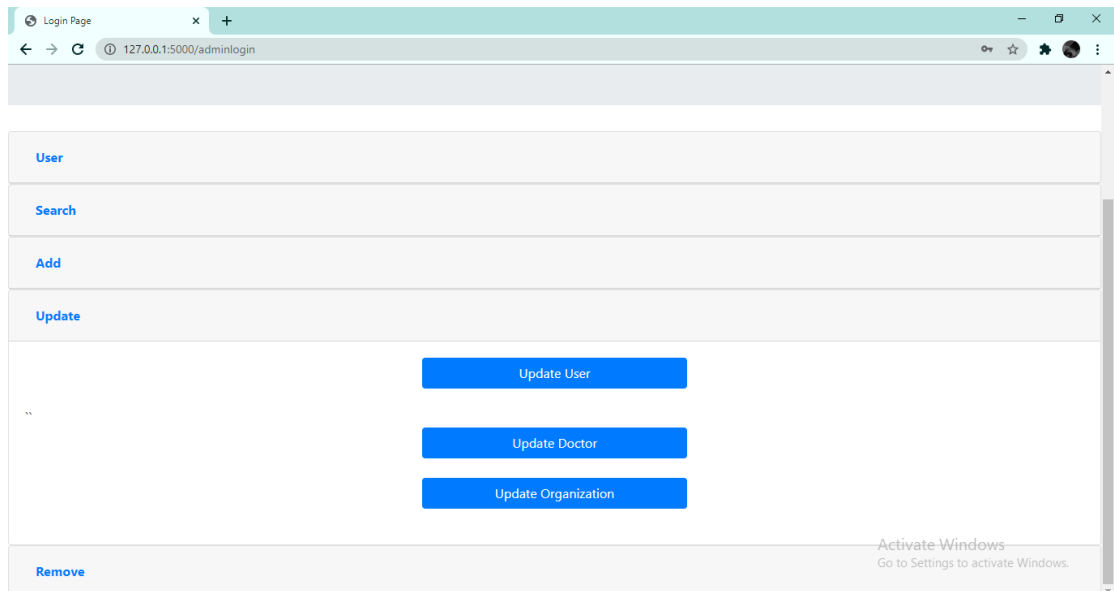 Login Page
127.0.0.1:5000/adminlogin
User
Search
Add
Update
Update User
``
Update Doctor
Update Organization
Activate Windows
Go to Settings to activate Windows.
Remove